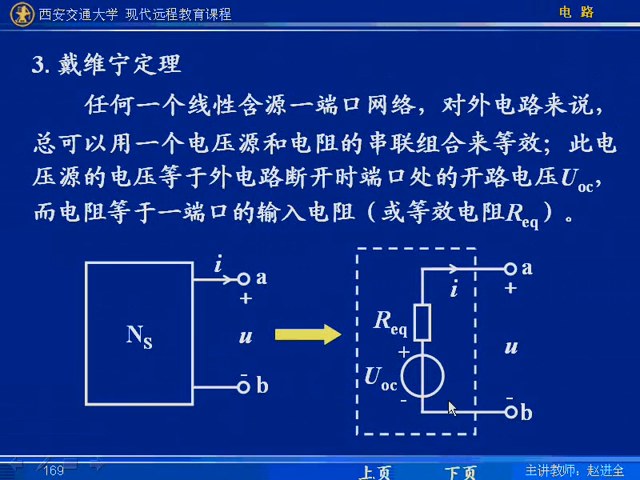 西安交通大学 现代远程教育课程
电 路
3. 戴维宁定理
任何一个线性含源一端口网络，对外电路来说，
总可以用一个电压源和电阻的串联组合来等效；此电
压源的电压等于外电路断开时端口处的开路电压Uoc，
而电阻等于一端口的输入电阻（或等效电阻Req）。
i
a
+
NS
u
-
b
i
a
+
Req
u
+
Uoc
-
-
b
169
上页
下页
主讲教师：赵进全